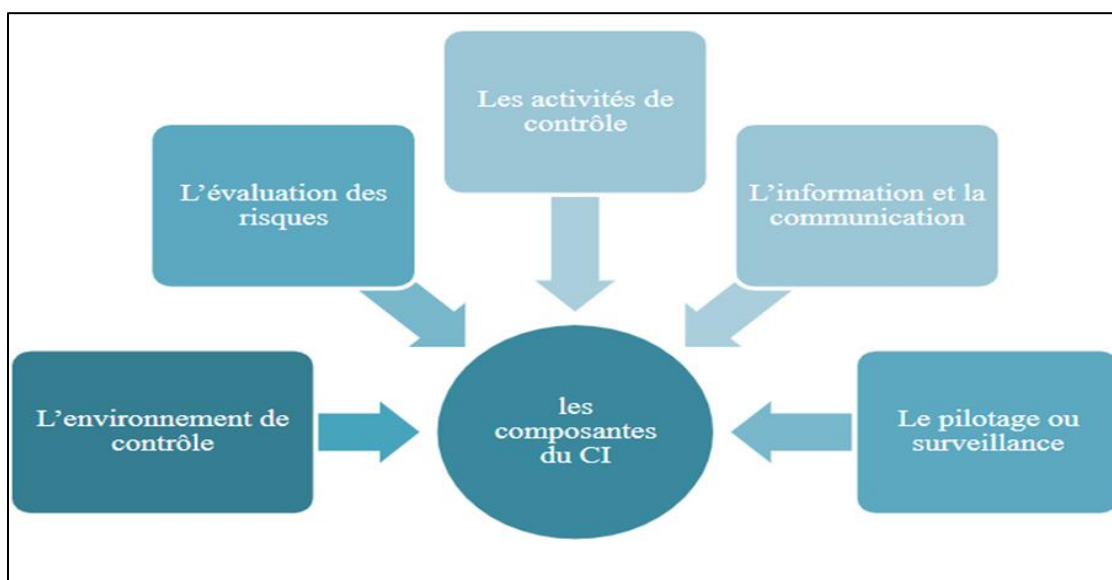 Les activités de
contrôle
L’évaluation des
risques
L’information et la
communication
L’environnement de
contrôle
les
composantes
du CI
Le pilotage ou
surveillance